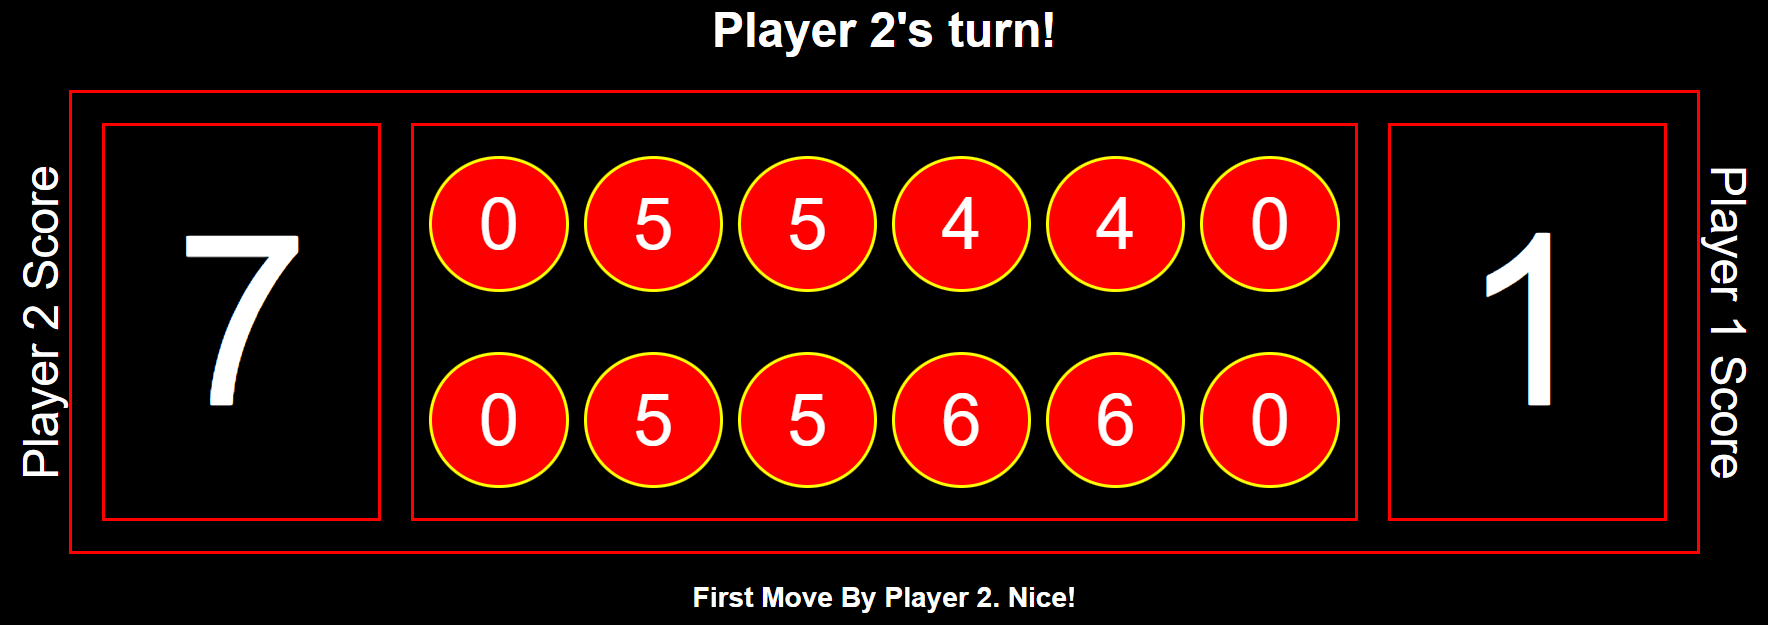 Player 2's turn!
Player 2 Score
7
0 5 5 4 4 0
0 5 5 6 6 0
1
Player 1 Score
First Move By Player 2. Nice!